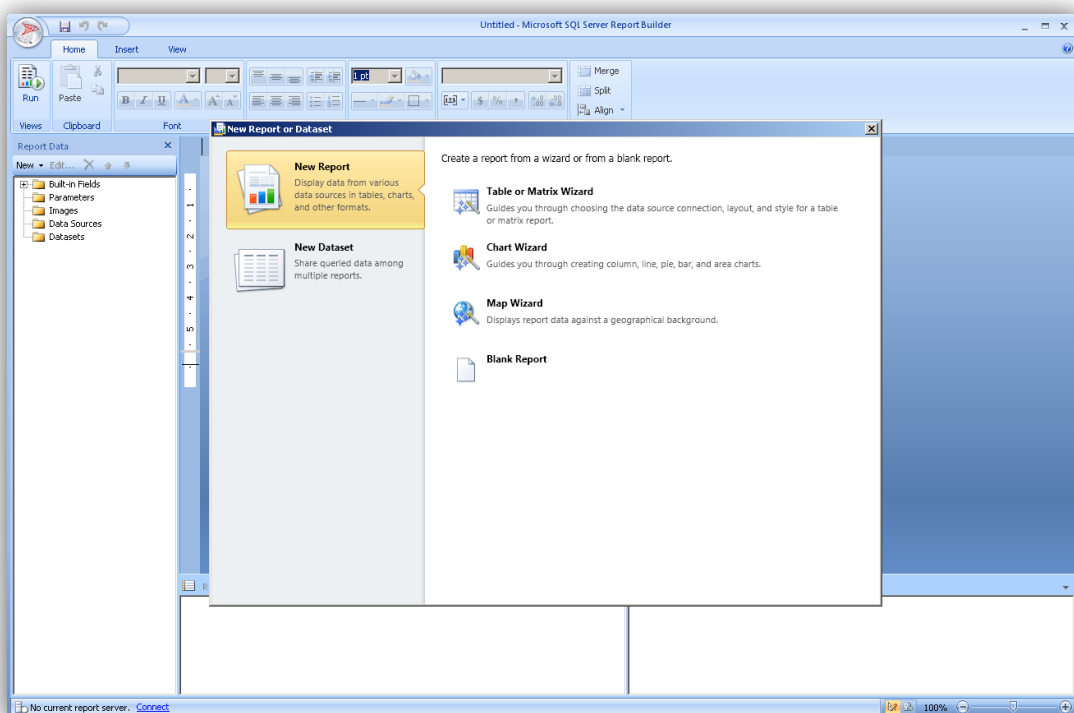 Untitled - Microsoft SQL Server Report Builder
Home Insert View
Run
Paste
B I U A A A
1 pt
$ % ,
Merge
Split
Align
Views Clipboard Font
Report Data
New Edit...
Built-in Fields
Parameters
Images
Data Sources
Datasets
New Report or Dataset
New Report
Display data from various
data sources in tables, charts,
and other formats.
New Dataset
Share queried data among
multiple reports.
Create a report from a wizard or from a blank report.
Table or Matrix Wizard
Guides you through choosing the data source connection, layout, and style for a table
or matrix report.
Chart Wizard
Guides you through creating column, line, pie, bar, and area charts.
Map Wizard
Displays report data against a geographical background.
Blank Report
1
2
3
4
5
R
No current report server. Connect
100%